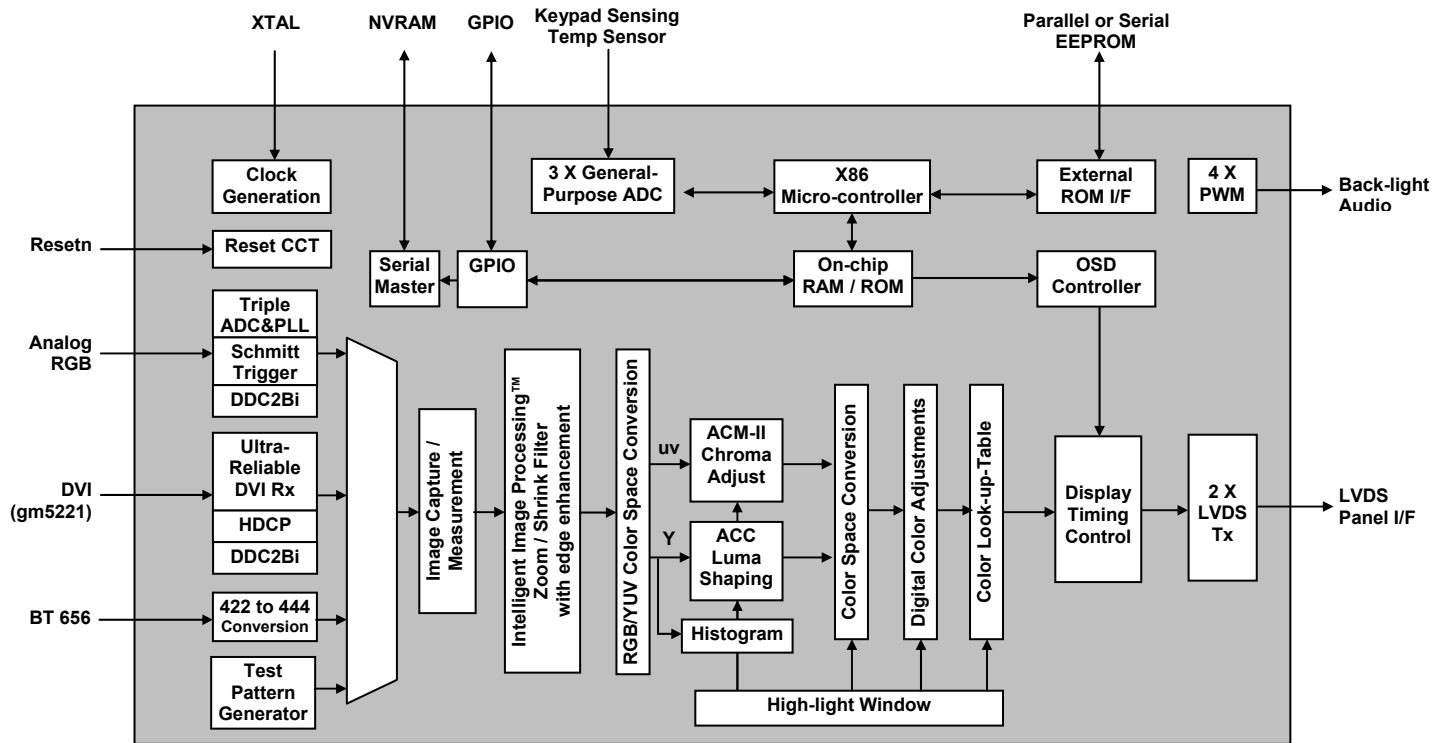 XTAL
NVRAM
GPIO
Keypad Sensing
Temp Sensor
Parallel or Serial
EEPROM
Clock
Generation
3 X General-
Purpose ADC
X86
Micro-controller
External
ROM I/F
4 X
PWM
Back-light
Audio
Resetn
Reset CCT
Serial
Master
GPIO
On-chip
RAM / ROM
OSD
Controller
Analog
RGB
Triple
ADC&PLL
Schmitt
Trigger
DDC2Bi
DVI
(gm5221)
Ultra-
Reliable
DVI Rx
HDCP
DDC2Bi
BT 656
422 to 444
Conversion
Test
Pattern
Generator
Image Capture /
Measurement
Intelligent Image Processing™
Zoom / Shrink Filter
with edge enhancement
RGB/YUV Color Space Conversion
uv
Y
ACM-II
Chroma
Adjust
ACC
Luma
Shaping
Histogram
Color Space Conversion
Digital Color Adjustments
Color Look-up-Table
High-light Window
Display
Timing
Control
2 X
LVDS
Tx
LVDS
Panel I/F